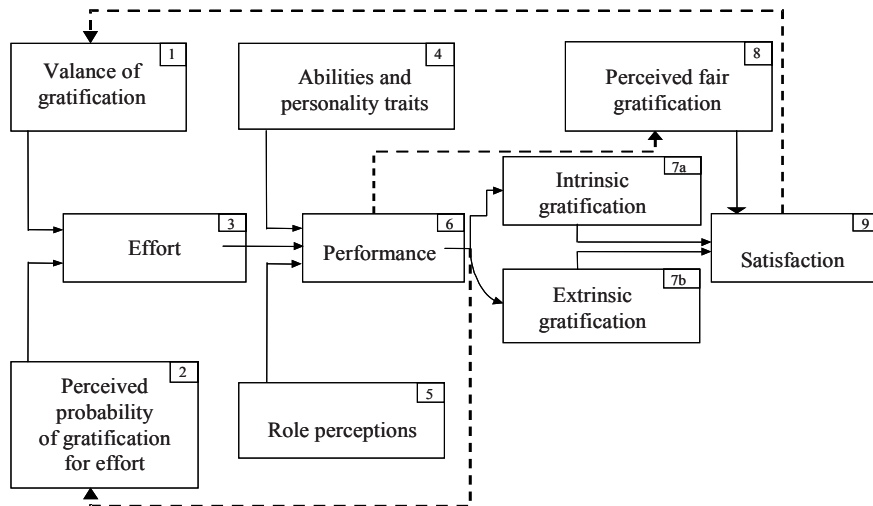 1
Valance of
gratification
4
Abilities and
personality traits
8
Perceived fair
gratification
7a
Intrinsic
gratification
3
Effort
6
Performance
9
Satisfaction
7b
Extrinsic
gratification
2
Perceived
probability
of gratification
for effort
5
Role perceptions